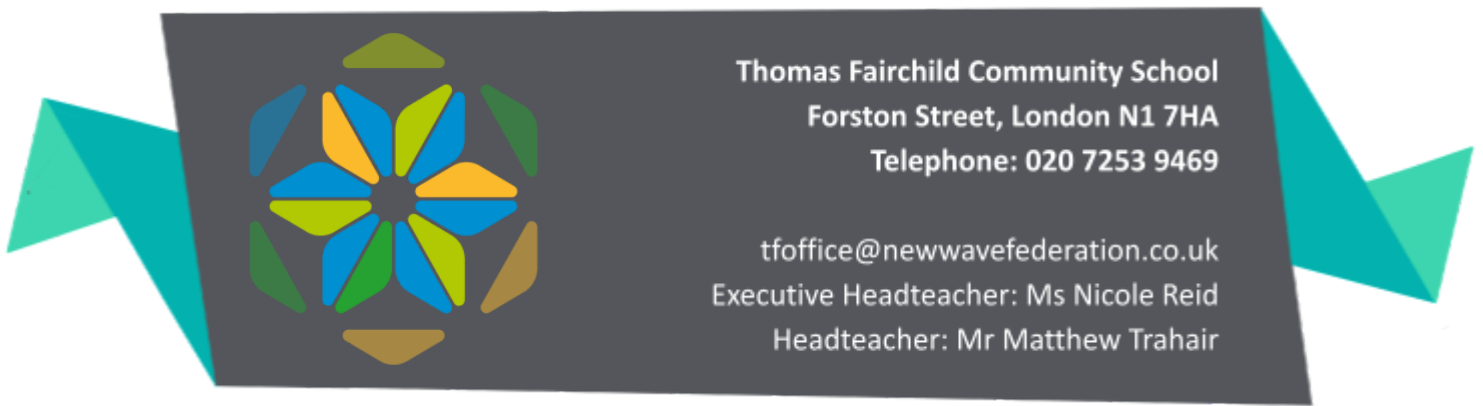 Thomas Fairchild Community School
Forston Street, London N1 7HA
Telephone: 020 7253 9469
tfoffice@newwavefederation.co.uk
Executive Headteacher: Ms Nicole Reid
Headteacher: Mr Matthew Trahair